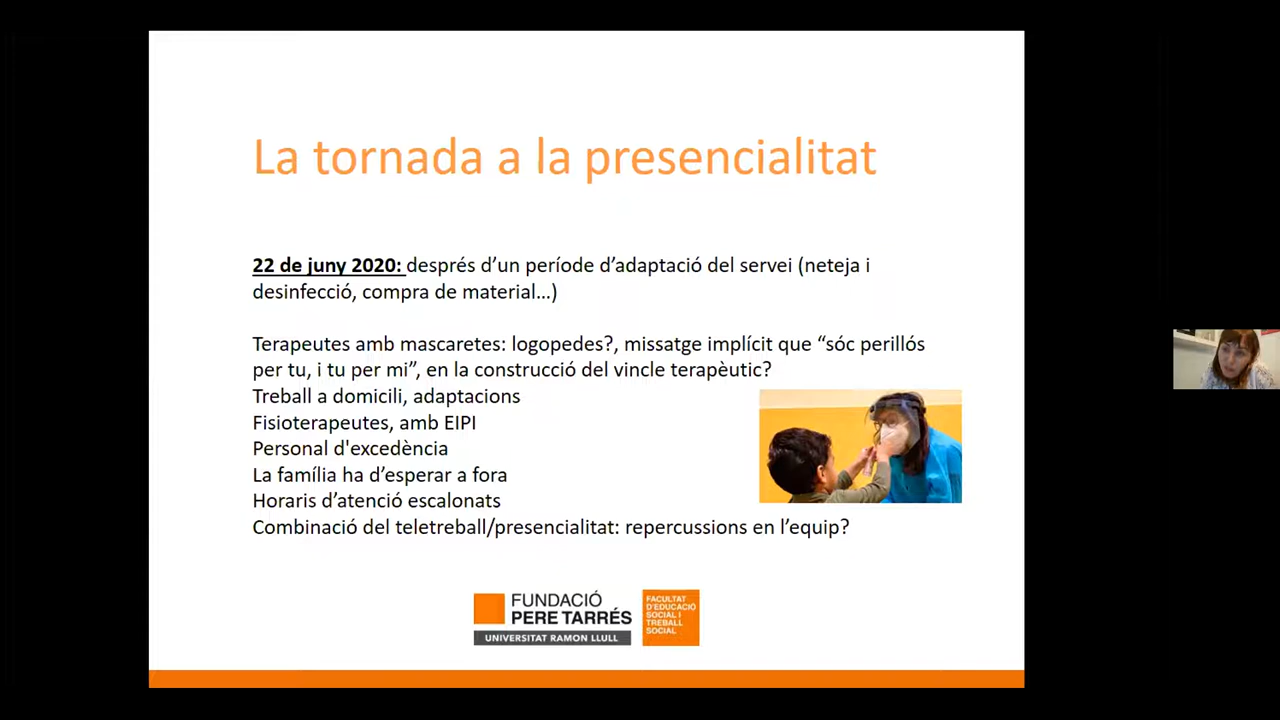 La tornada a la presencialitat
22 de juny 2020: després d’un període d’adaptació del servei (neteja i
desinfecció, compra de material…)
Terapeutes amb mascaretes: logopedes?, missatge implícit que “sóc perillós
per tu, i tu per mi”, en la construcció del vincle terapèutic?
Treball a domicili, adaptacions
Fisioterapeutes, amb EIPI
Personal d'excedència
La família ha d’esperar a fora
Horaris d’atenció escalonats
Combinació del teletreball/presencialitat: repercussions en l’equip?
FUNDACIÓ
PERE TARRÉS
UNIVERSITAT RAMON LLULL
FACULTAT
D'EDUCACIÓ
SOCIAL I
TREBALL
SOCIAL